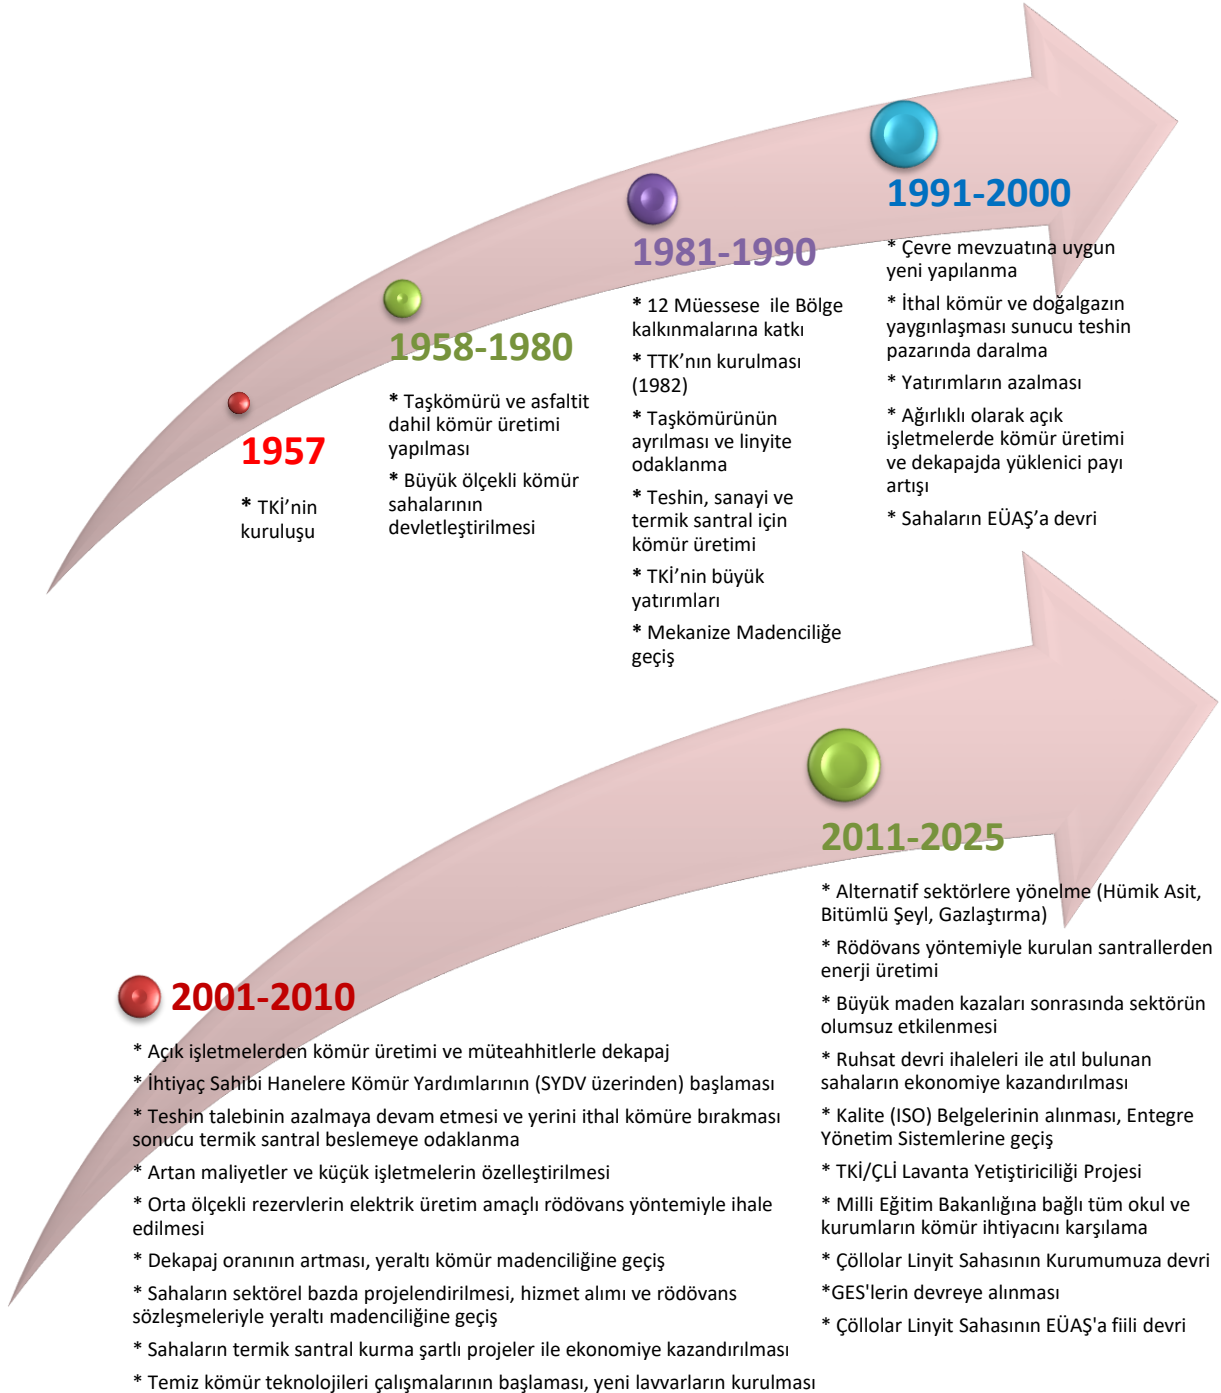 1957
* TKİ’nin
kuruluşu
1958-1980
* Taşkömürü ve asfaltit
dahil kömür üretimi
yapılması
* Büyük ölçekli kömür
sahalarının
devletleştirilmesi
1981-1990
* 12 Müessese ile Bölge
kalkınmalarına katkı
* TTK’nın kurulması
(1982)
* Taşkömürünün
ayrılması ve linyite
odaklanma
* Teshin, sanayi ve
termik santral için
kömür üretimi
* TKİ’nin büyük
yatırımları
* Mekanize Madenciliğe
geçiş
1991-2000
* Çevre mevzuatına uygun
yeni yapılanma
* İthal kömür ve doğalgazın
yaygınlaşması sunucu teshin
pazarında daralma
* Yatırımların azalması
* Ağırlıklı olarak açık
işletmelerde kömür üretimi
ve dekapajda yüklenici payı
artışı
* Sahaların EÜAŞ’a devri
2001-2010
* Açık işletmelerden kömür üretimi ve müteahhitlerle dekapaj
* İhtiyaç Sahibi Hanelere Kömür Yardımlarının (SYDV üzerinden) başlaması
* Teshin talebinin azalmaya devam etmesi ve yerini ithal kömüre bırakması
sonucu termik santral beslemeye odaklanma
* Artan maliyetler ve küçük işletmelerin özelleştirilmesi
* Orta ölçekli rezervlerin elektrik üretim amaçlı rödövans yöntemiyle ihale
edilmesi
* Dekapaj oranının artması, yeraltı kömür madenciliğine geçiş
* Sahaların sektörel bazda projelendirilmesi, hizmet alımı ve rödövans
sözleşmeleriyle yeraltı madenciliğine geçiş
* Sahaların termik santral kurma şartlı projeler ile ekonomiye kazandırılması
* Temiz kömür teknolojileri çalışmalarının başlaması, yeni lavvarların kurulması
2011-2025
* Alternatif sektörlere yönelme (Hümik Asit,
Bitümlü Şeyl, Gazlaştırma)
* Rödövans yöntemiyle kurulan santrallerden
enerji üretimi
* Büyük maden kazaları sonrasında sektörün
olumsuz etkilenmesi
* Ruhsat devri ihaleleri ile atıl bulunan
sahaların ekonomiye kazandırılması
* Kalite (ISO) Belgelerinin alınması, Entegre
Yönetim Sistemlerine geçiş
* TKİ/ÇLİ Lavanta Yetiştiriciliği Projesi
* Milli Eğitim Bakanlığına bağlı tüm okul ve
kurumların kömür ihtiyacını karşılama
* Çöllolar Linyit Sahasının Kurumumuza devri
*GES'lerin devreye alınması
* Çöllolar Linyit Sahasının EÜAŞ'a fiili devri